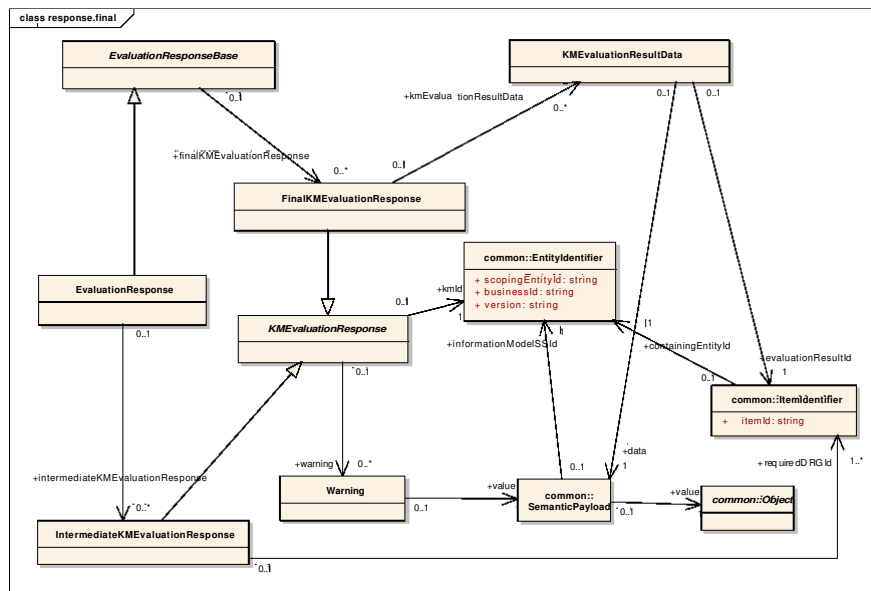 class response.final
EvaluationResponseBase
KMEvaluationResultData
0..1
0..1
0..1
+kmEvaluationResultData
0..*
+finalKMEvaluationResponse
0..*
0..1
FinalKMEvaluationResponse
common::EntityIdentifier
+ scopingEntityId: string
+ businessId: string
+ version: string
EvaluationResponse
0..1
+kmId
0..1
1
KMEvaluationResponse
0..1
+informationModelSSId
1
1
+containingEntityId
+evaluationResultId
0..1
1
common::ItemIdentifier
+ itemId: string
+intermediateKMEvaluationResponse
0..*
+warning
0..*
0..1
+data
1
+requiredDRGId
1..*
Warning
0..1
+value
common::
SemanticPayload
0..1
+value
common::Object
IntermediateKMEvaluationResponse
0..1